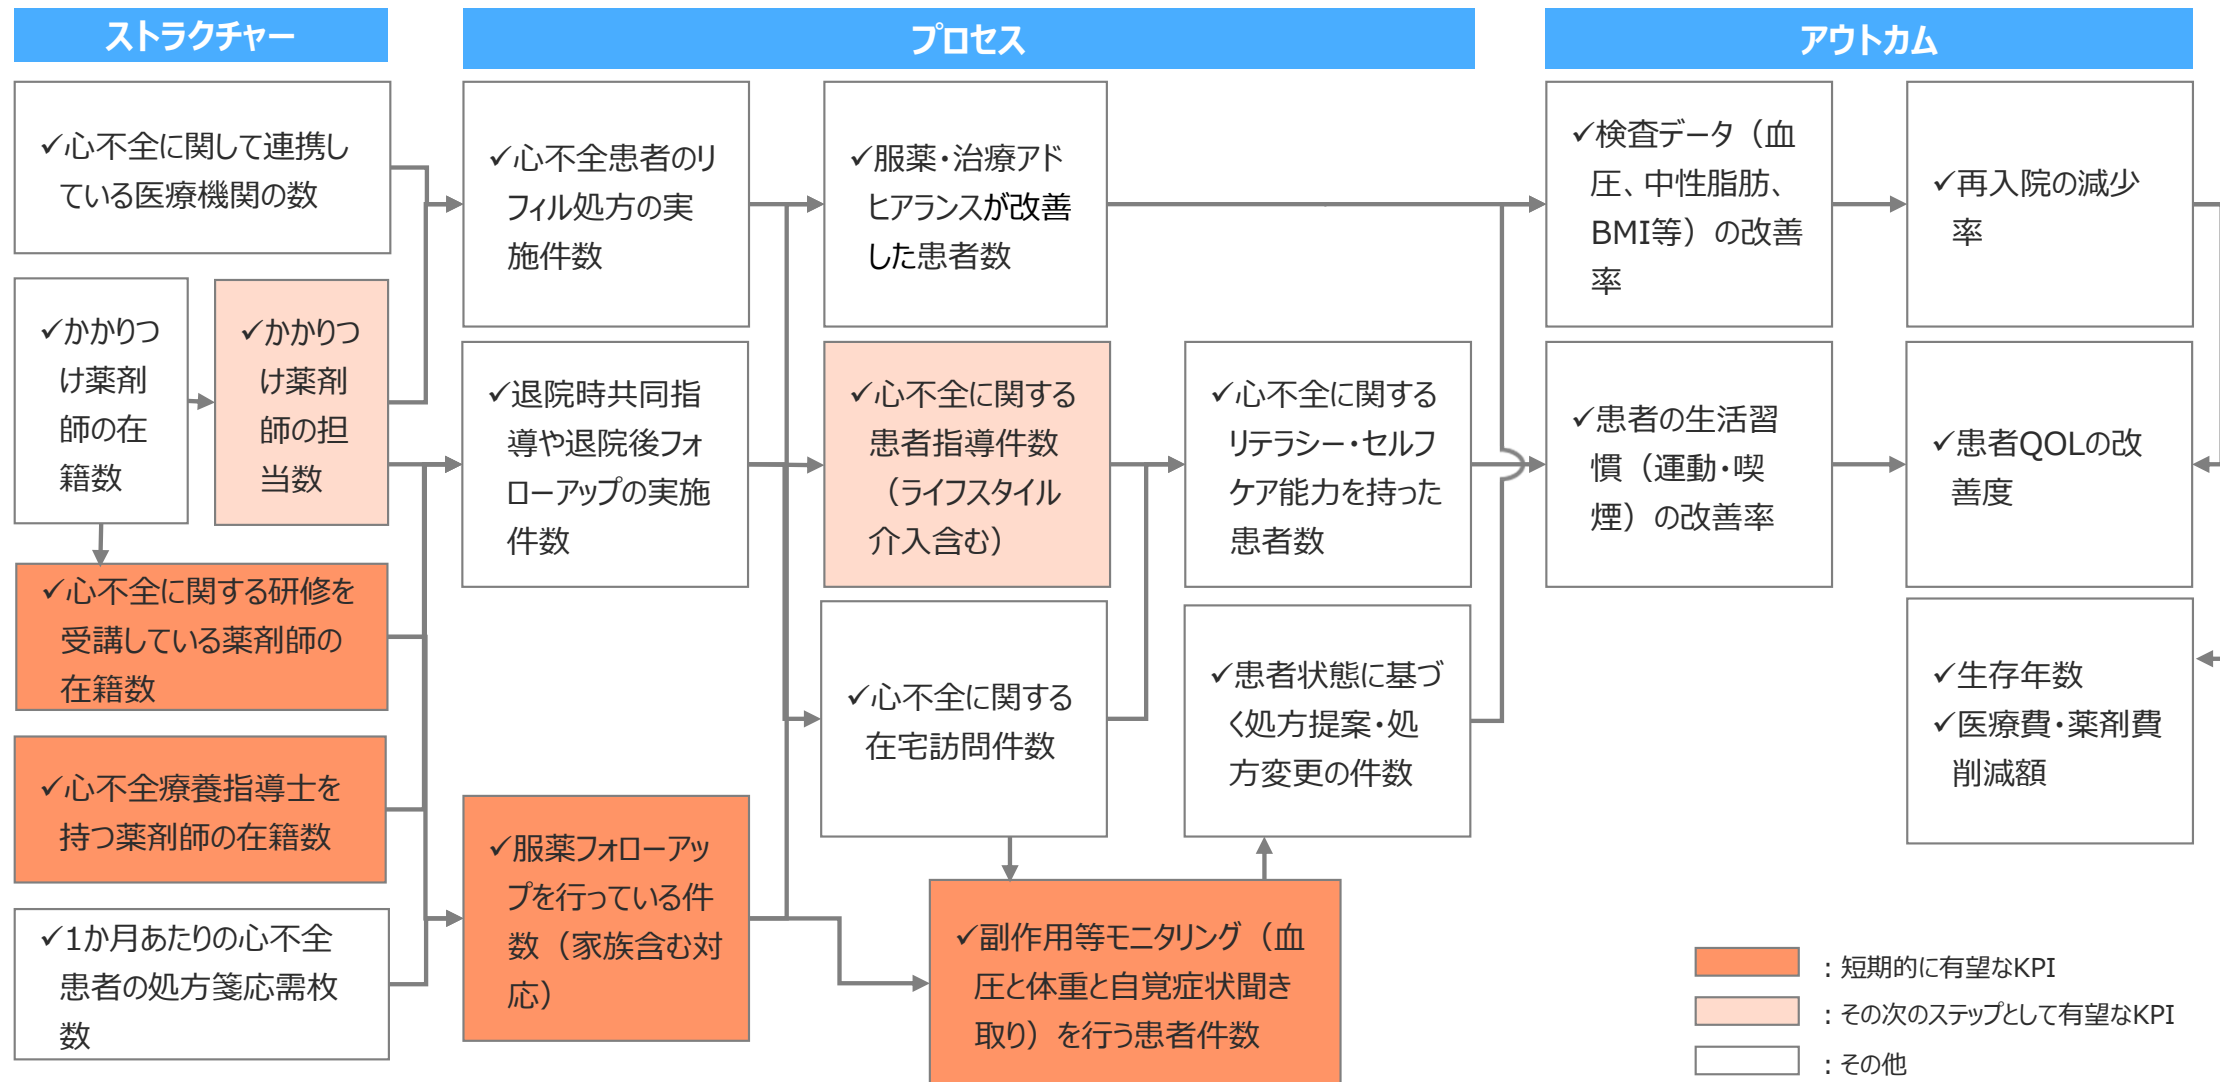 ストラクチャー
プロセス
アウトカム
✓心不全に関して連携し
ている医療機関の数
✓かかりつ
け薬剤
師の在
籍数
✓かかりつ
け薬剤
師の担
当数
✓心不全に関する研修を
受講している薬剤師の
在籍数
✓心不全療養指導士を
持つ薬剤師の在籍数
✓1か月あたりの心不全
患者の処方箋応需枚
数
✓心不全患者のリ
フィル処方の実
施件数
✓退院時共同指
導や退院後フォ
ローアップの実施
件数
✓服薬フォローアッ
プを行っている件
数（家族含む対
応）
✓服薬・治療アド
ヒアランスが改善
した患者数
✓心不全に関する
患者指導件数
（ライフスタイル
介入含む）
✓心不全に関する
在宅訪問件数
✓副作用等モニタリング（血
圧と体重と自覚症状聞き
取り）を行う患者件数
✓心不全に関する
リテラシー・セルフ
ケア能力を持った
患者数
✓患者状態に基づ
く処方提案・処
方変更の件数
✓検査データ（血
圧、中性脂肪、
BMI等）の改善
率
✓患者の生活習
慣（運動・喫
煙）の改善率
✓再入院の減少
率
✓患者QOLの改
善度
✓生存年数
✓医療費・薬剤費
削減額
：短期的に有望なKPI
：その次のステップとして有望なKPI
：その他